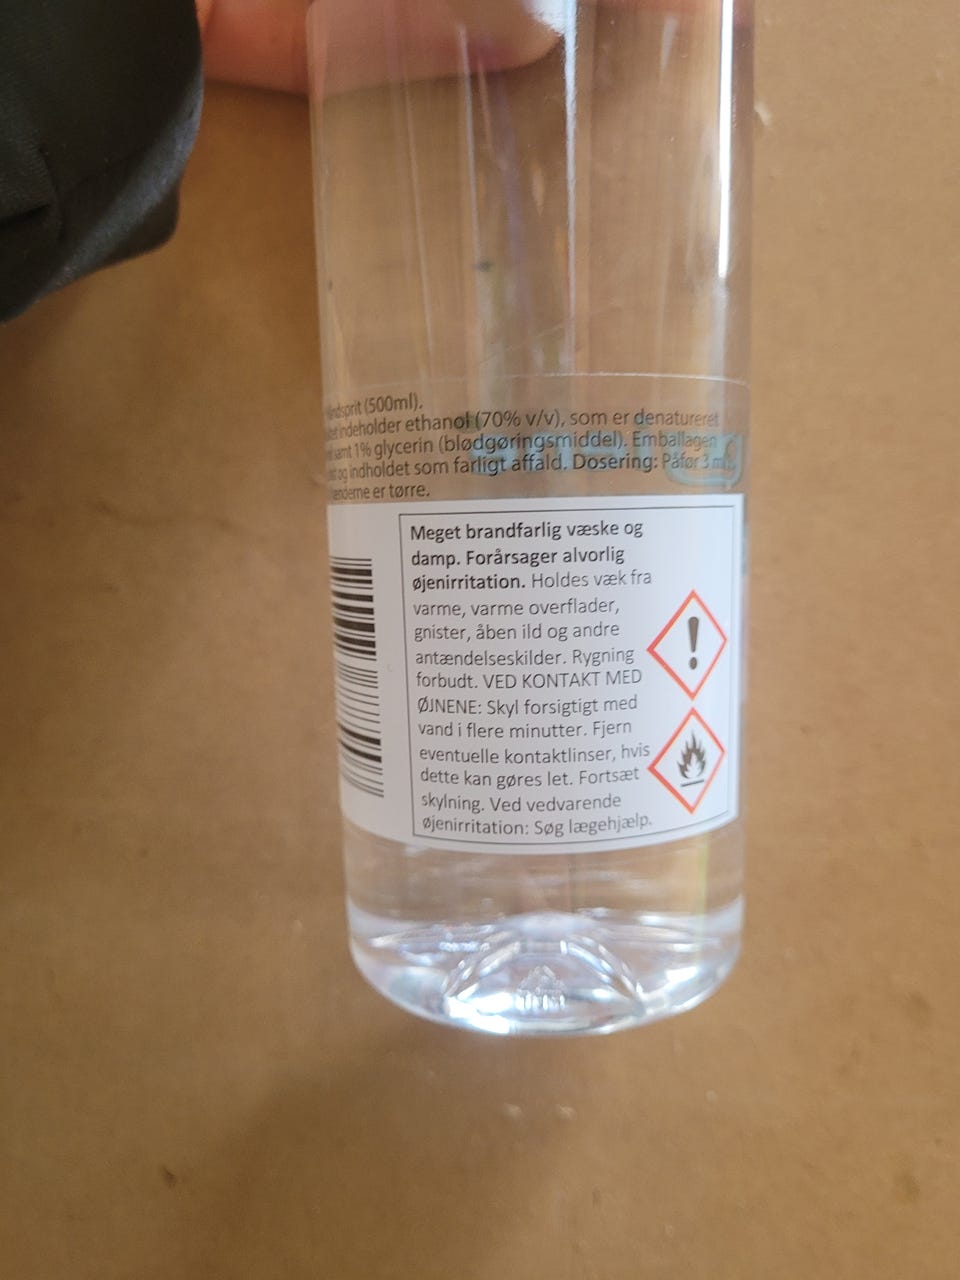 (500ml).
indeholder ethanol (70% v/v), som er denatureret
samt 1% glycerin (blødgøringsmiddel). Emballagen
og indholdet som farligt affald. Dosering: Påfør 3 ml
er tørre.
Meget brandfarlig væske og
damp. Forårsager alvorlig
øjenirritation. Holdes væk fra
varme, varme overflader,
gnister, åben ild og andre
antændelseskilder. Rygning
forbudt. VED KONTAKT MED
ØJNENE: Skyl forsigtigt med
vand i flere minutter. Fjern
eventuelle kontaktlinser, hvis
dette kan gøres let. Fortsæt
skylning. Ved vedvarende
øjenirritation: Søg lægehjælp.